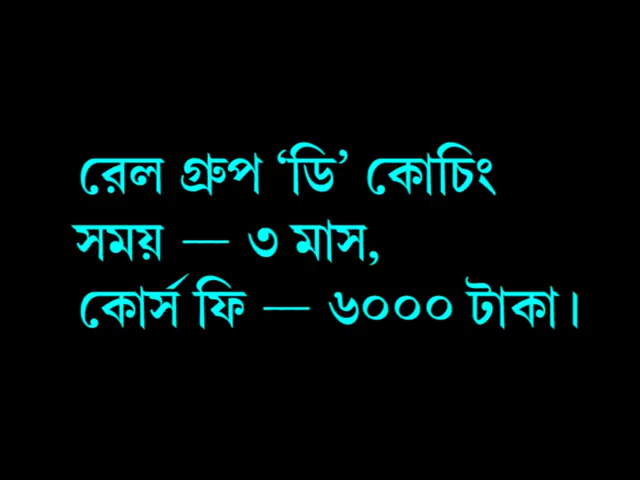 রেল গ্রুপ ‘ডি’ কোচিং
সময় — ৩ মাস,
কোর্স ফি — ৬০০০ টাকা।